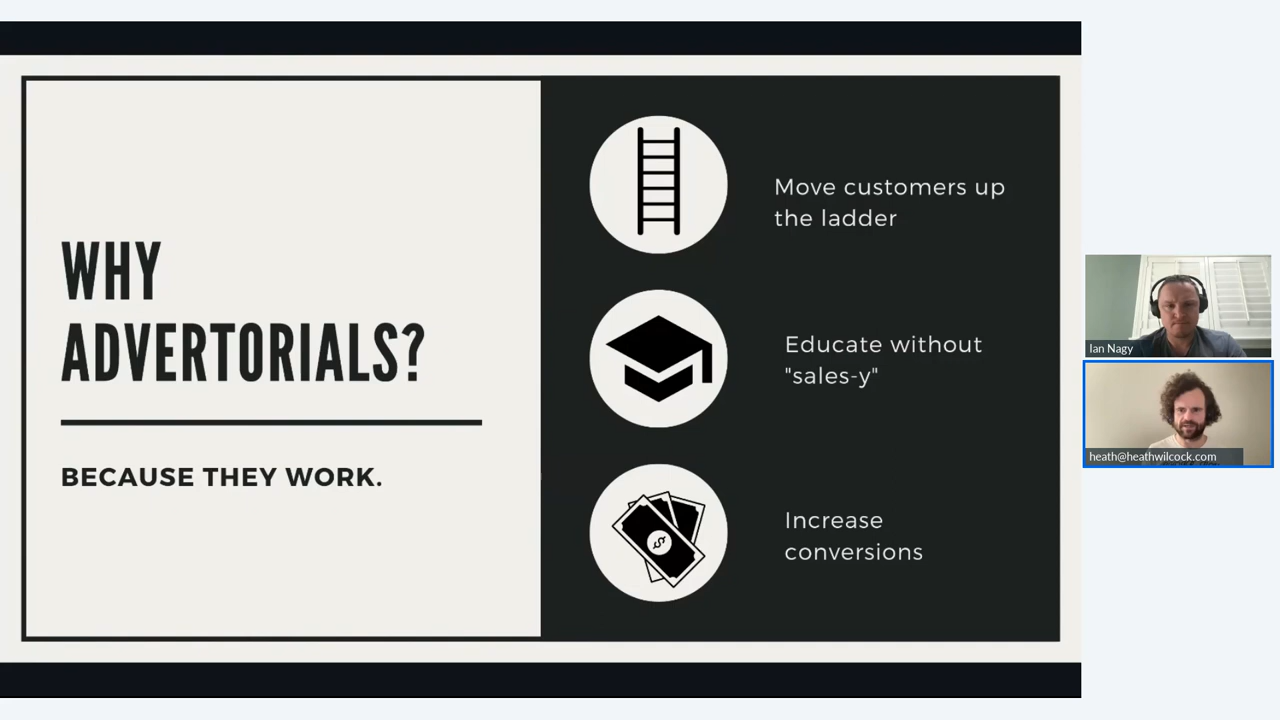 WHY
ADVERTORIALS?
BECAUSE THEY WORK.
Move customers up
the ladder
Educate without
"sales-y"
Increase
conversions
Ian Nagy
heath@heathwilcock.com